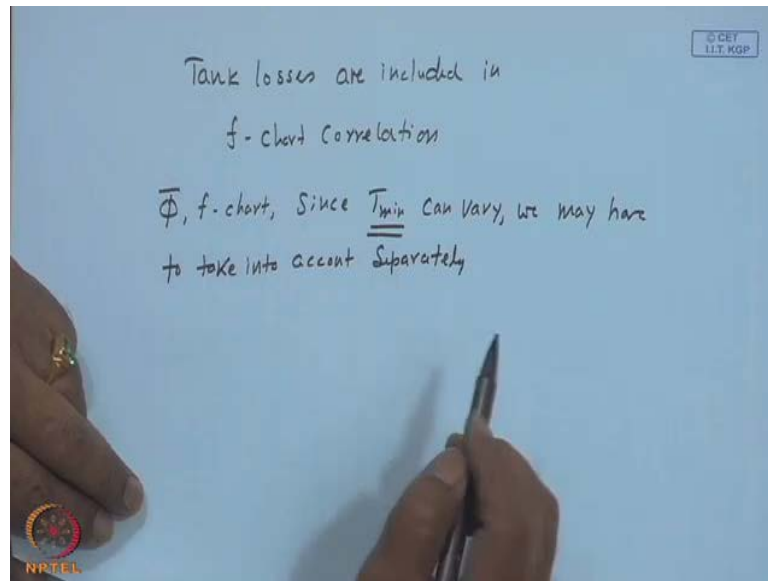 © CET
I.I.T. KGP
Tank losses are included in
f-chart Correlation
Φ̅, f-chart, Since Tmin Can vary, we may have
to take into accont Separately
NPTEL